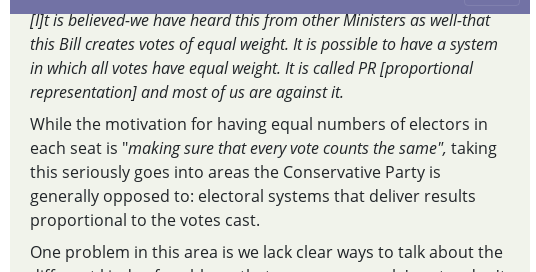 [I]t is believed-we have heard this from other Ministers as well-that
this Bill creates votes of equal weight. It is possible to have a system
in which all votes have equal weight. It is called PR [proportional
representation] and most of us are against it.
While the motivation for having equal numbers of electors in
each seat is "making sure that every vote counts the same", taking
this seriously goes into areas the Conservative Party is
generally opposed to: electoral systems that deliver results
proportional to the votes cast.
One problem in this area is we lack clear ways to talk about the